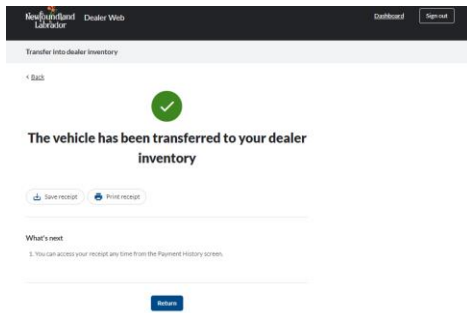 Newfoundland
Labrador
Dealer Web
Dashboard
Sign out
Transfer into dealer inventory
< Back
The vehicle has been transferred to your dealer
inventory
Save receipt
Print receipt
What's next
1. You can access your receipt any time from the Payment History screen.
Return